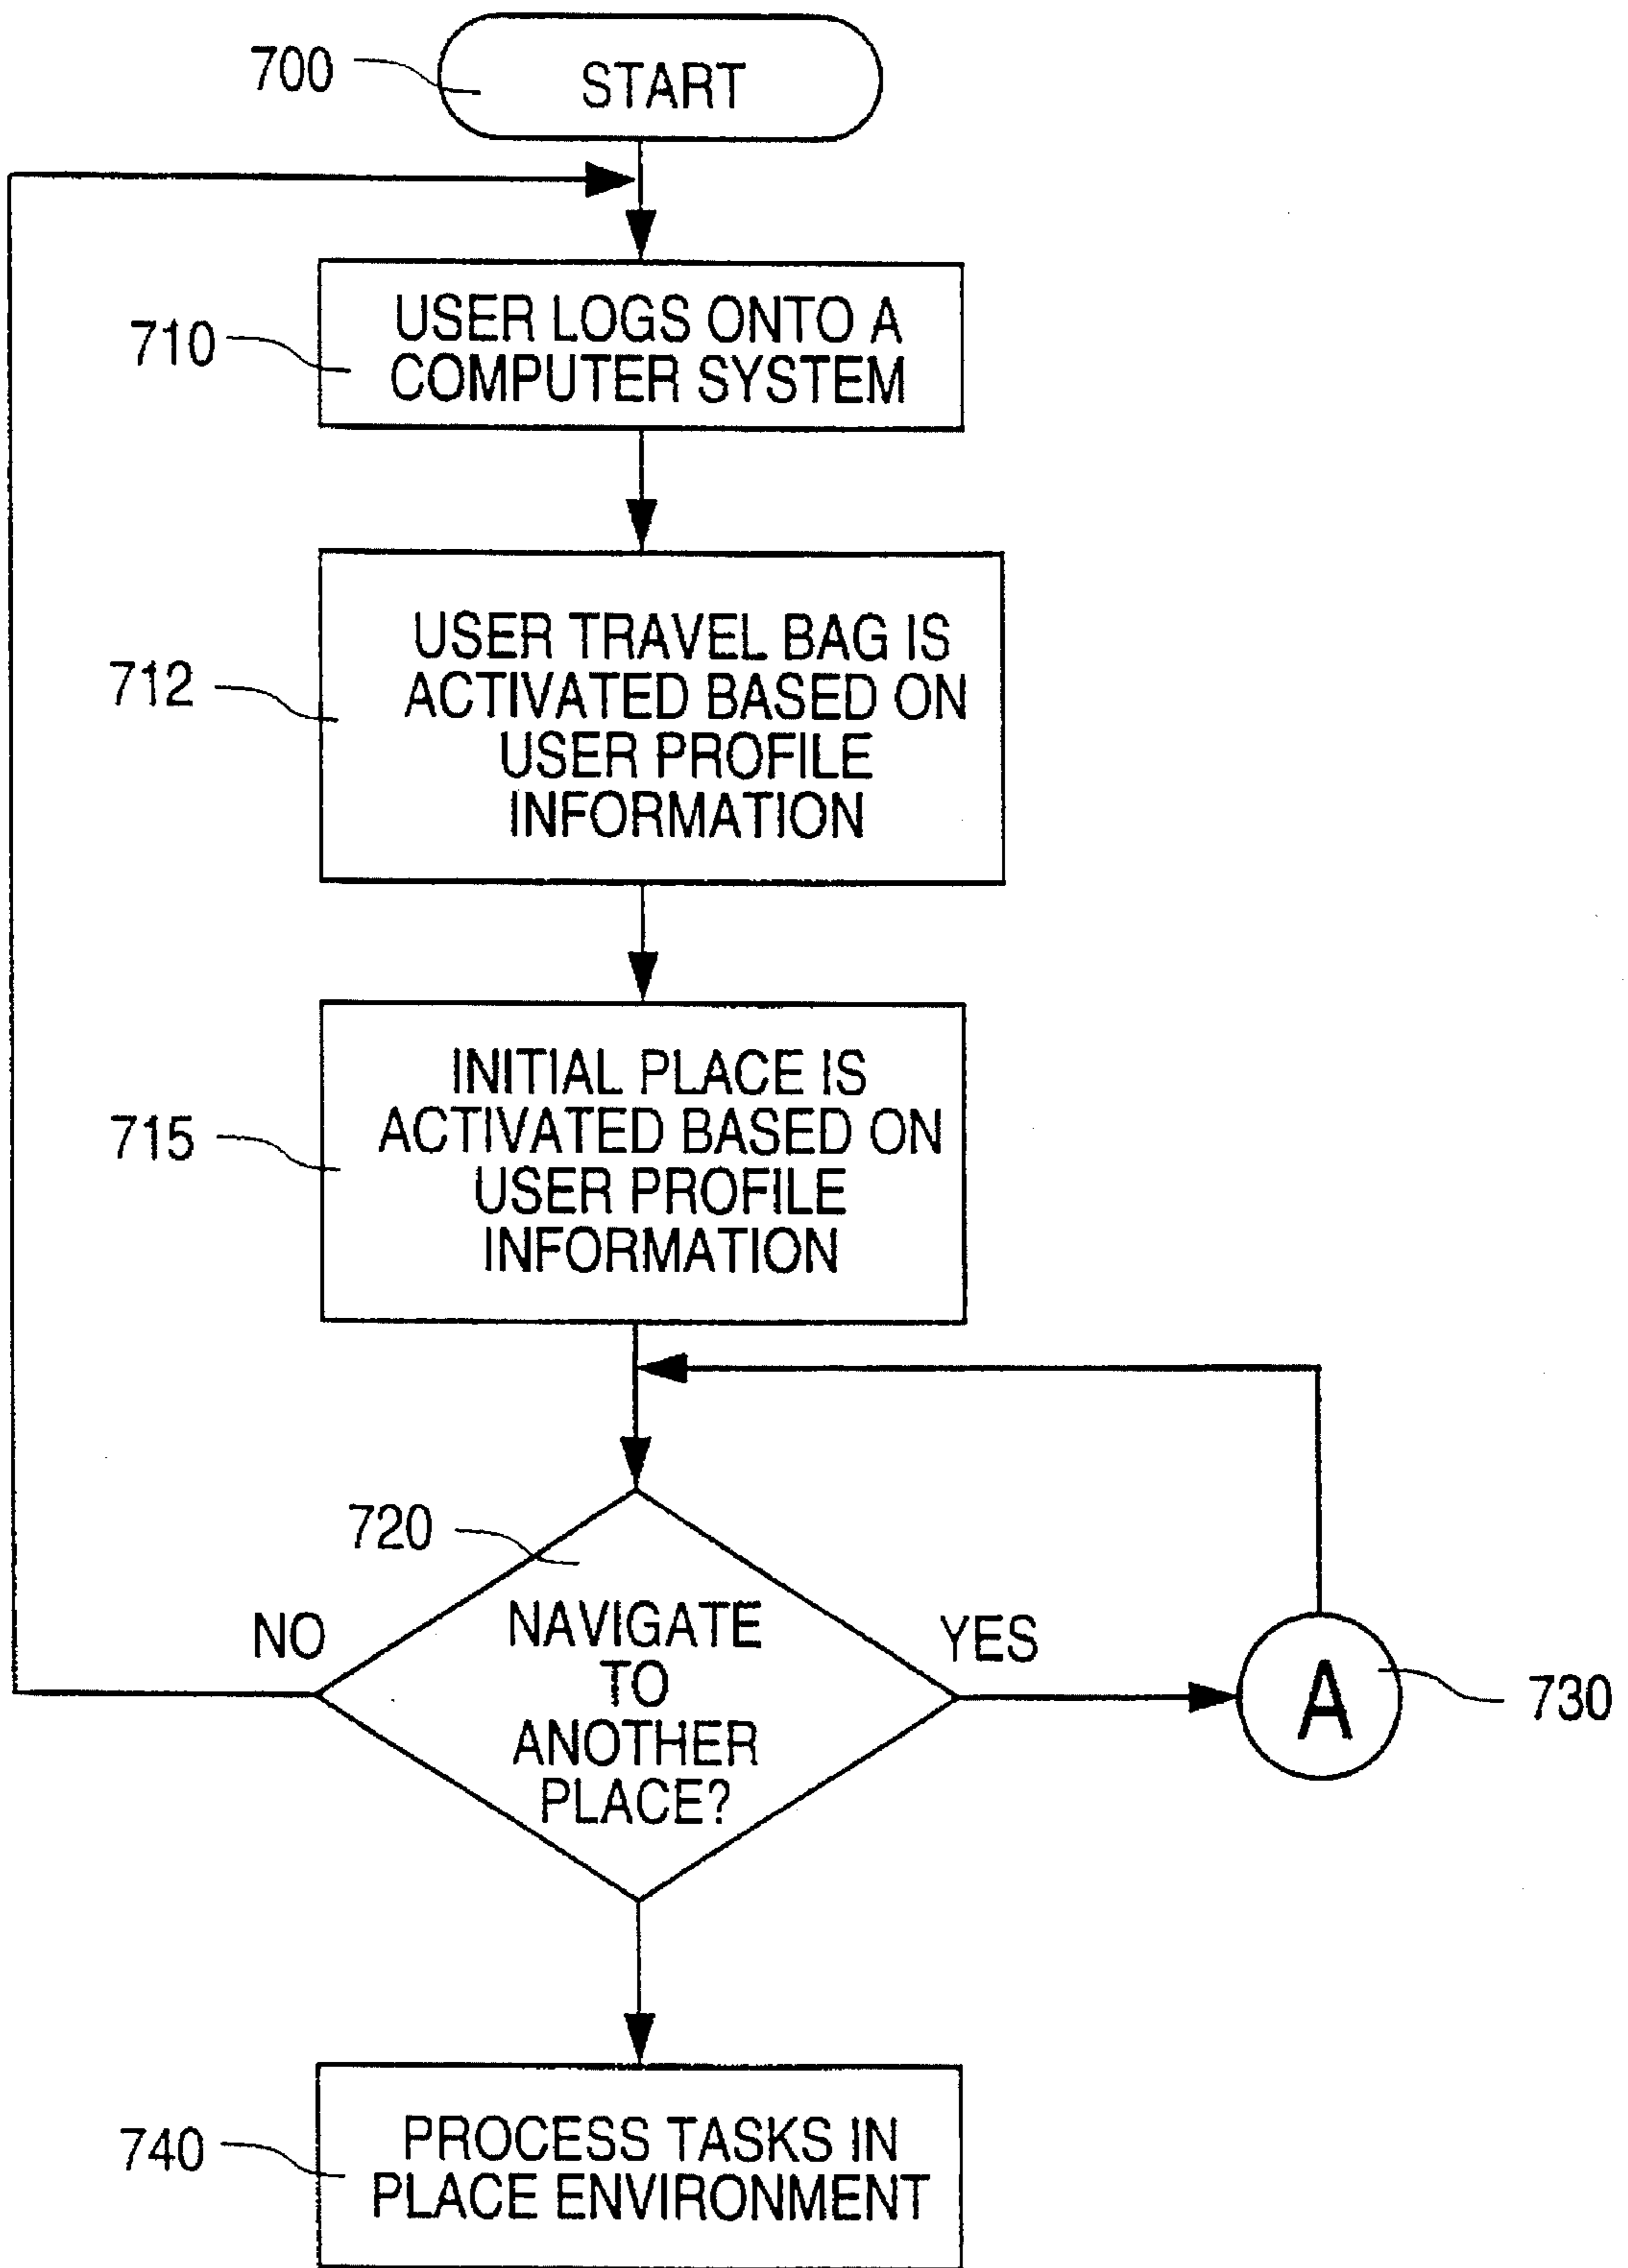 700
START
710
USER LOGS ONTO A
COMPUTER SYSTEM
712
USER TRAVEL BAG IS
ACTIVATED BASED ON
USER PROFILE
INFORMATION
715
INITIAL PLACE IS
ACTIVATED BASED ON
USER PROFILE
INFORMATION
720
NO
NAVIGATE
TO
ANOTHER
PLACE?
YES
A
730
740
PROCESS TASKS IN
PLACE ENVIRONMENT